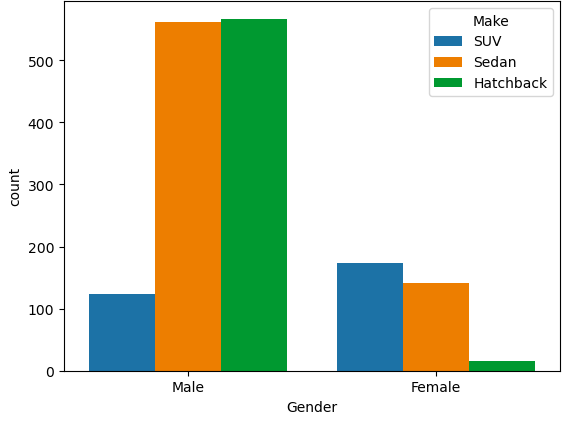 Make
SUV
Sedan
Hatchback
500
400
300
200
100
0
count
Male Female
Gender